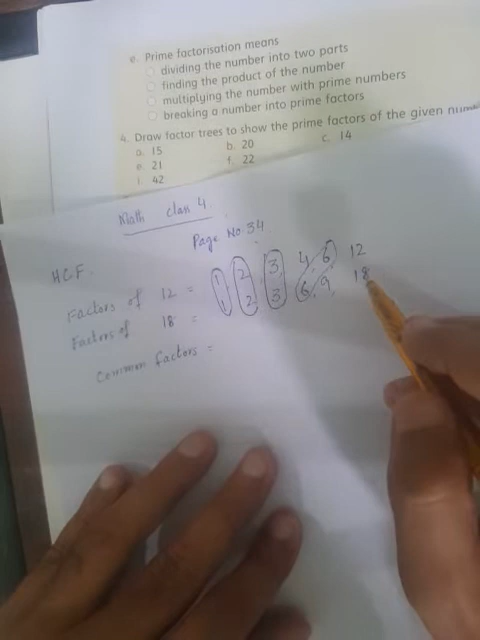 e. Prime factorisation means
dividing the number into two parts
finding the product of the number
multiplying the number with prime numbers
breaking a number into prime factors
4. Draw factor trees to show the prime factors of the given
a. 15 b. 20 c. 14
e. 21 f. 22
i. 42
Math class 4.
Page No 34.
HCF.
Factors of 12 = 1, 2, 3, 4, 6, 12
Factors of 18 = 1, 2, 3, 6, 9, 18
Common factors =